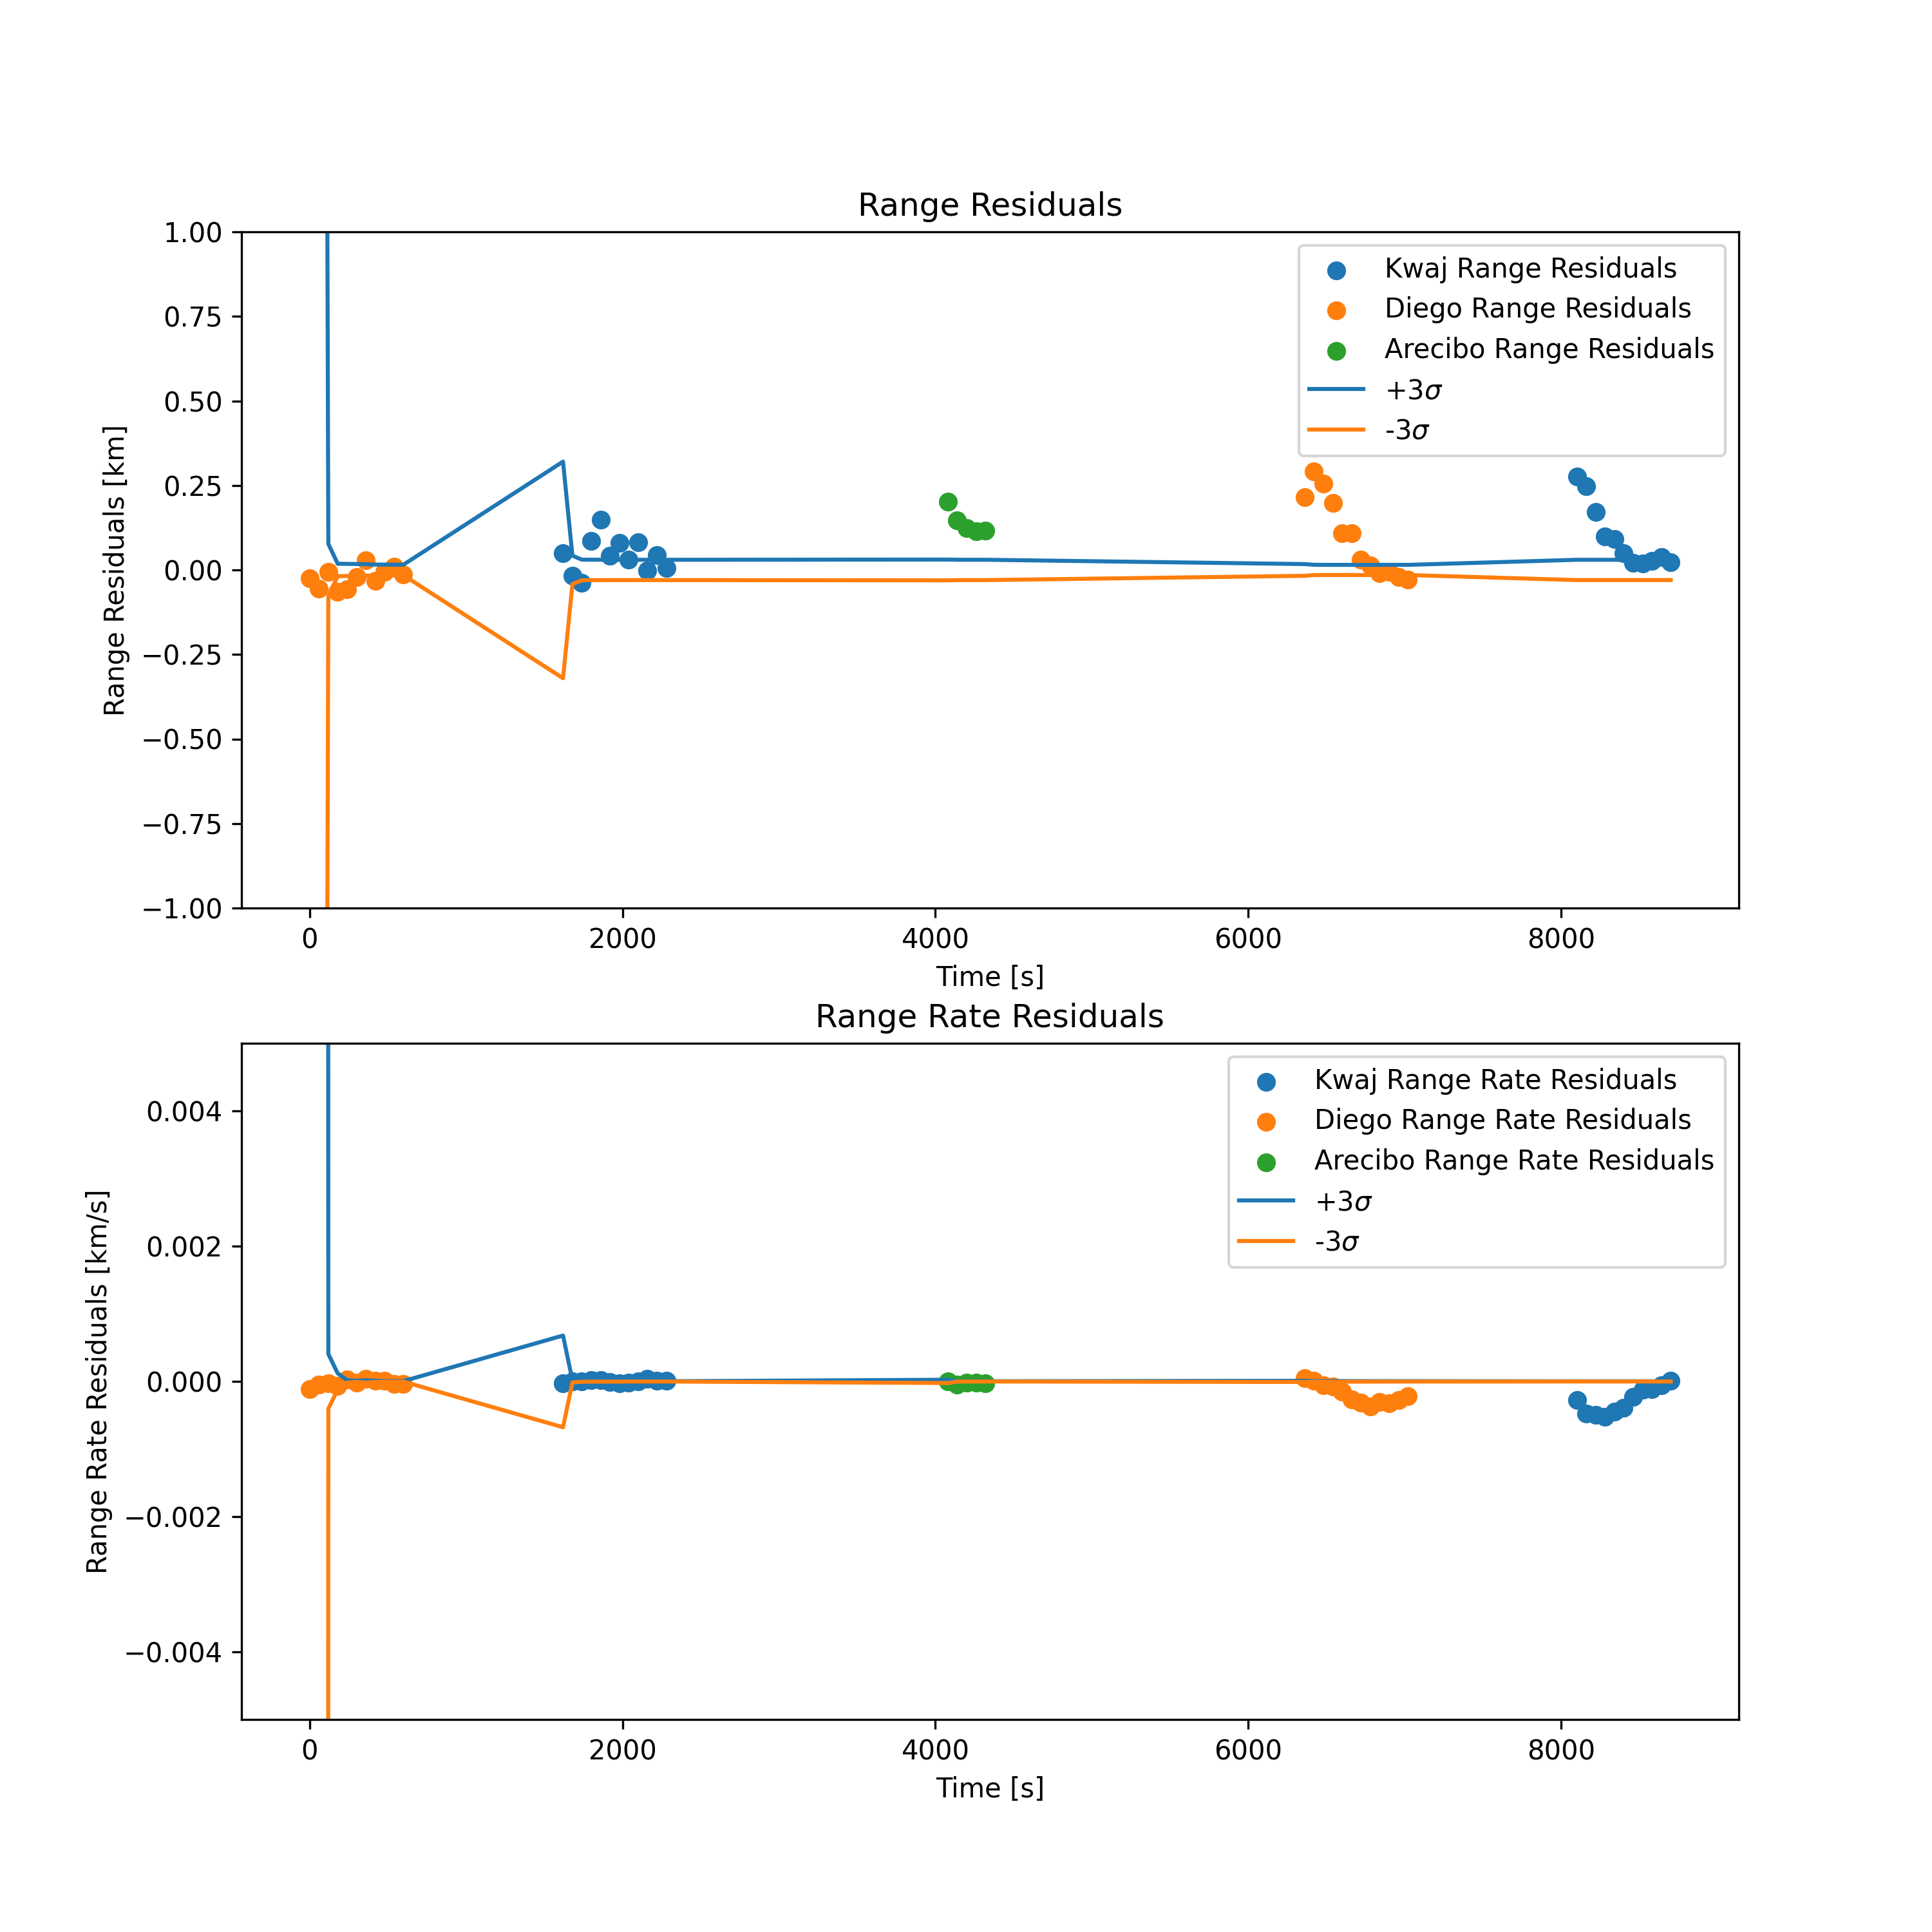 Range Residuals
1.00
0.75
0.50
0.25
0.00
−0.25
−0.50
−0.75
−1.00
Range Residuals [km]
Kwaj Range Residuals
Diego Range Residuals
Arecibo Range Residuals
+3σ
-3σ
0 2000 4000 6000 8000
Time [s]
Range Rate Residuals
0.004
0.002
0.000
−0.002
−0.004
Range Rate Residuals [km/s]
Kwaj Range Rate Residuals
Diego Range Rate Residuals
Arecibo Range Rate Residuals
+3σ
-3σ
0 2000 4000 6000 8000
Time [s]